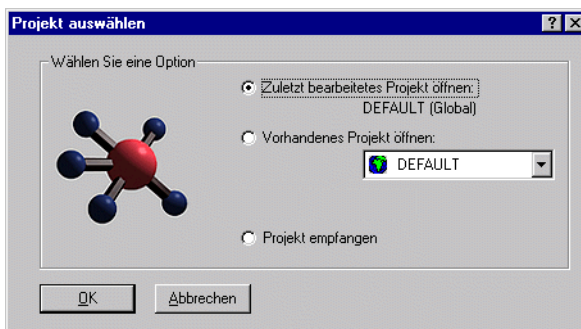 Projekt auswählen
Wählen Sie eine Option
Zuletzt bearbeitetes Projekt öffnen:
DEFAULT (Global)
Vorhandenes Projekt öffnen:
DEFAULT
Projekt empfangen
OK Abbrechen